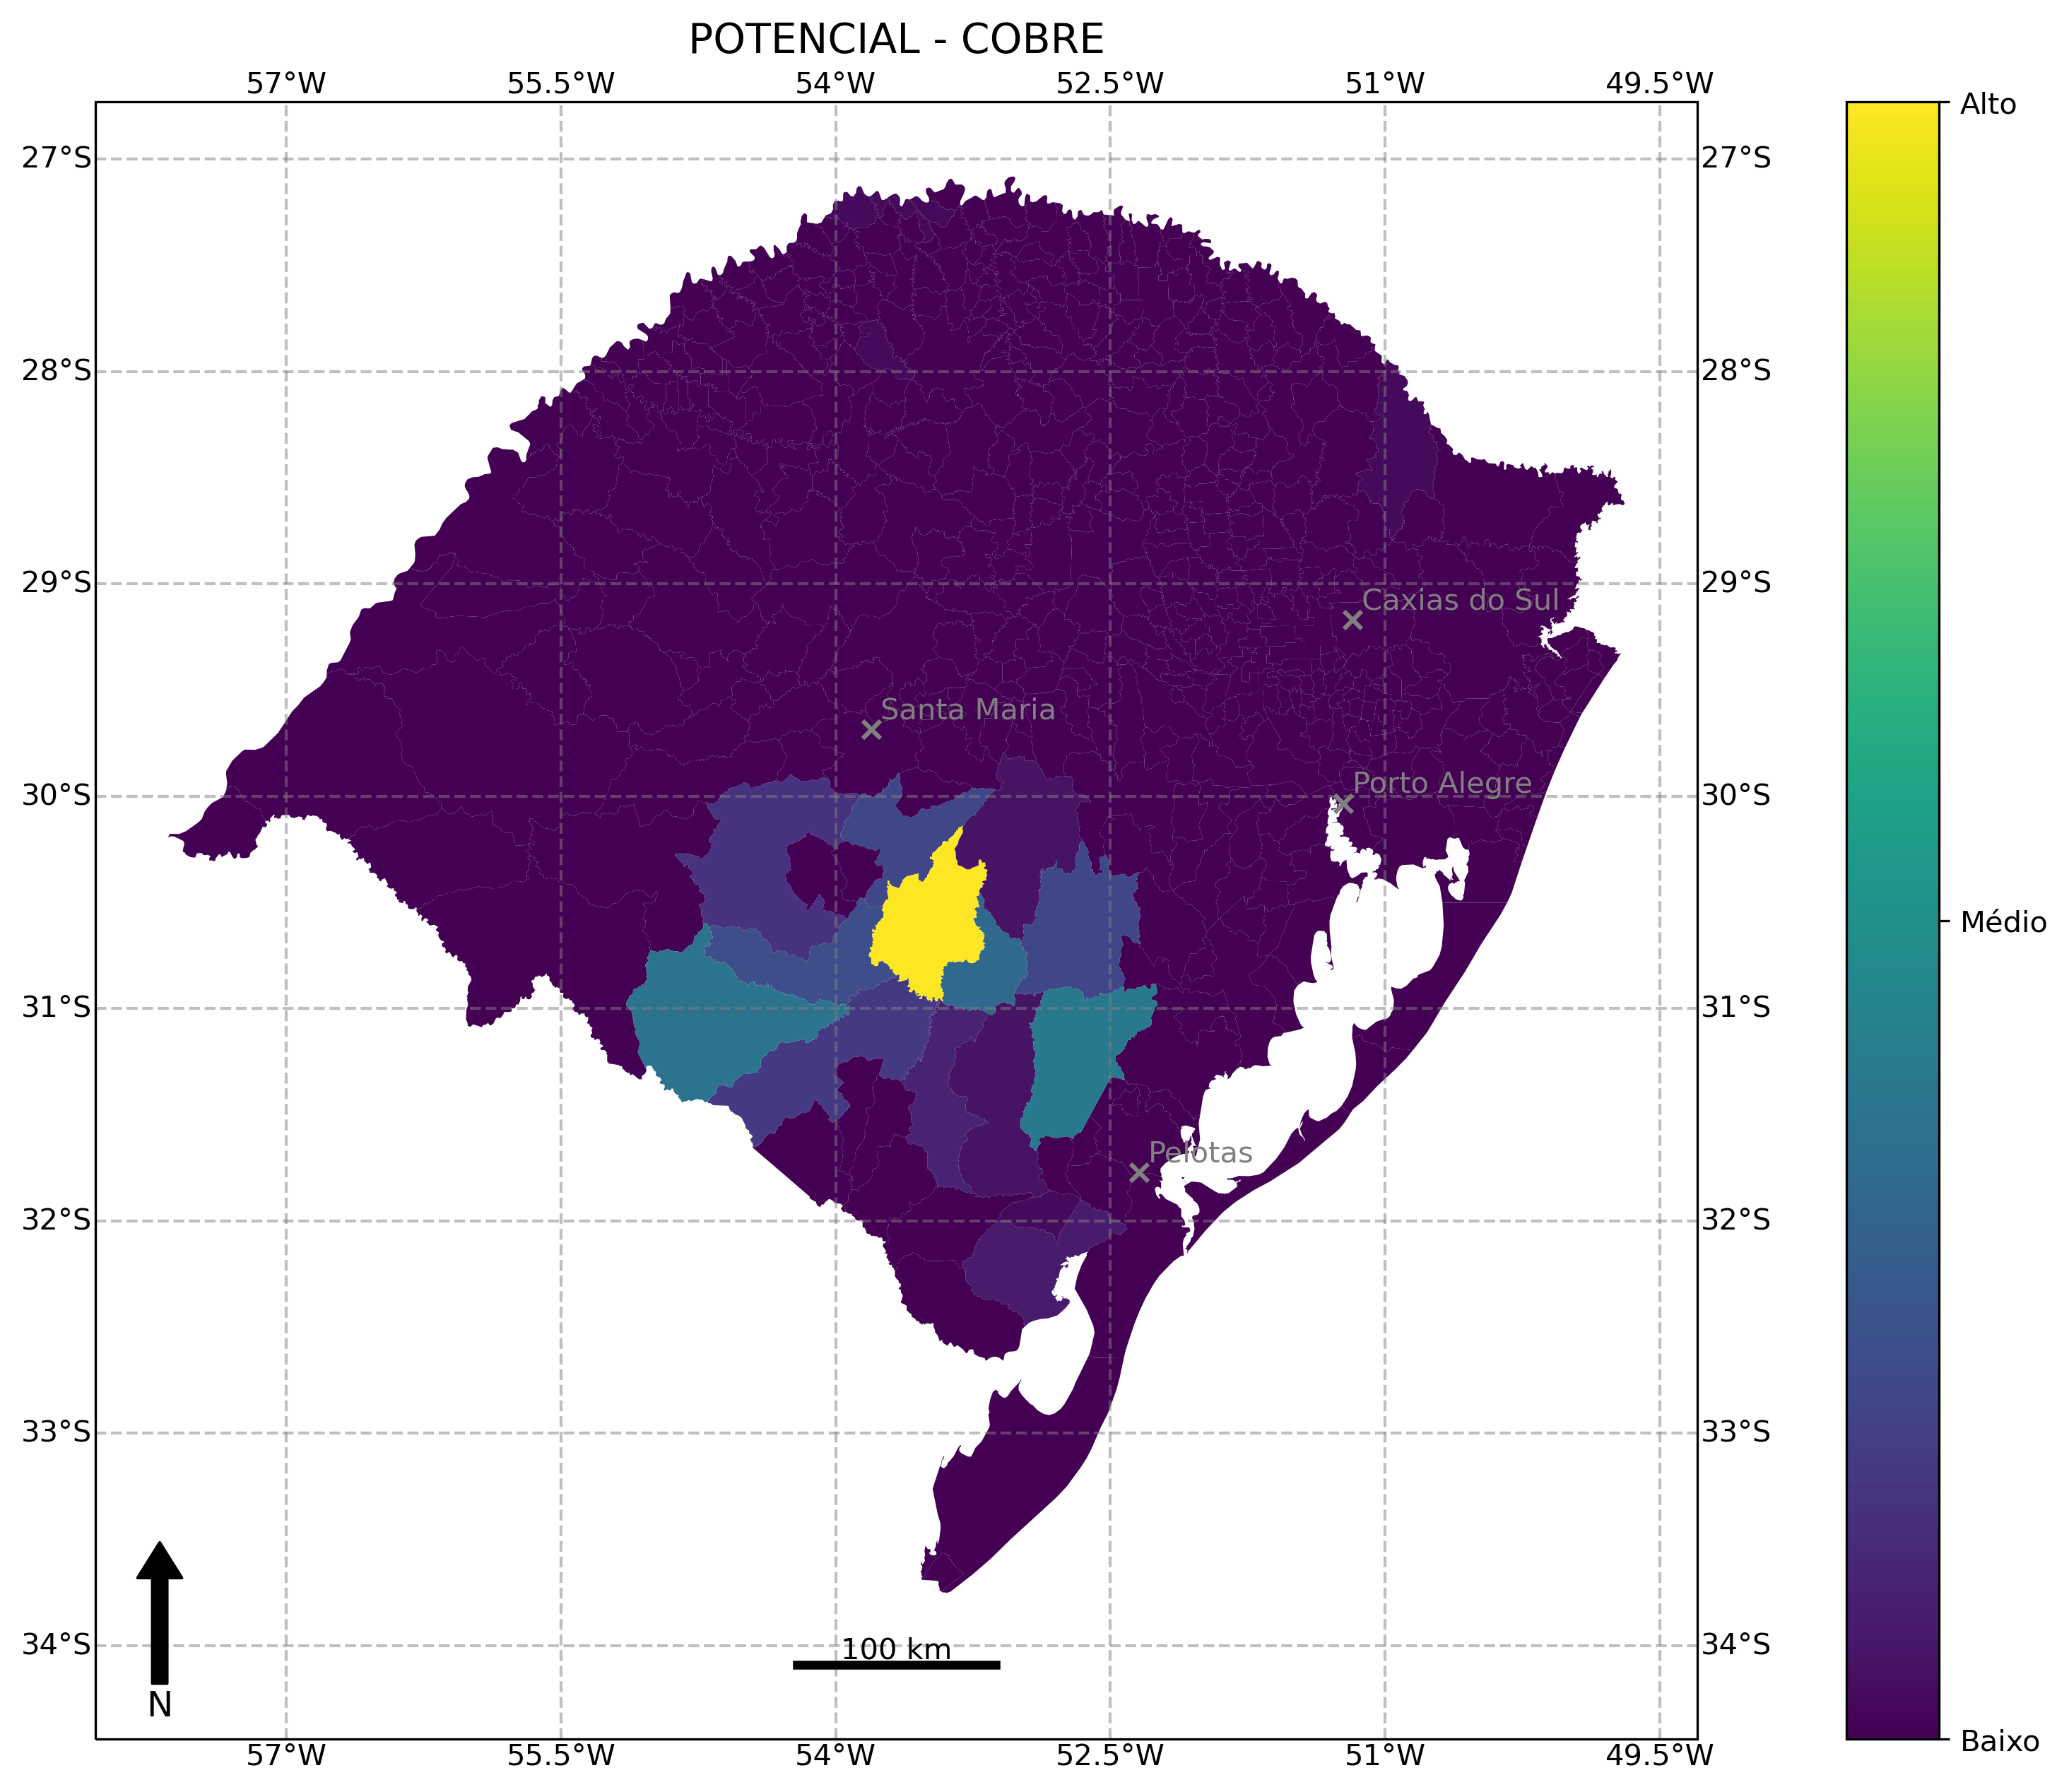 POTENCIAL - COBRE
57°W 55.5°W 54°W 52.5°W 51°W 49.5°W
Alto
27°S 27°S
28°S 28°S
29°S 29°S
Caxias do Sul
Santa Maria
Porto Alegre
30°S 30°S
Médio
31°S 31°S
Pelotas
32°S 32°S
33°S 33°S
34°S 34°S
100 km
N
Baixo
57°W 55.5°W 54°W 52.5°W 51°W 49.5°W